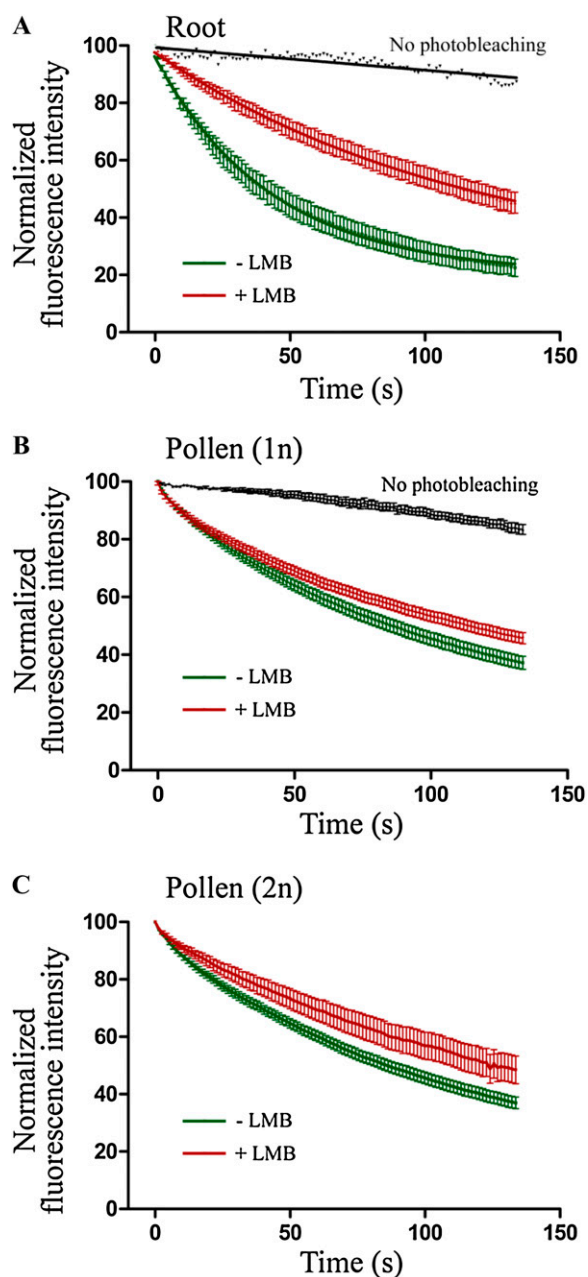 A
Root
No photobleaching
100
80
60
40
20
0
Normalized
fluorescence intensity
- LMB
+ LMB
0
50
100
150
Time (s)
B
Pollen (1n)
No photobleaching
100
80
60
40
20
0
Normalized
fluorescence intensity
- LMB
+ LMB
0
50
100
150
Time (s)
C
Pollen (2n)
100
80
60
40
20
0
Normalized
fluorescence intensity
- LMB
+ LMB
0
50
100
150
Time (s)